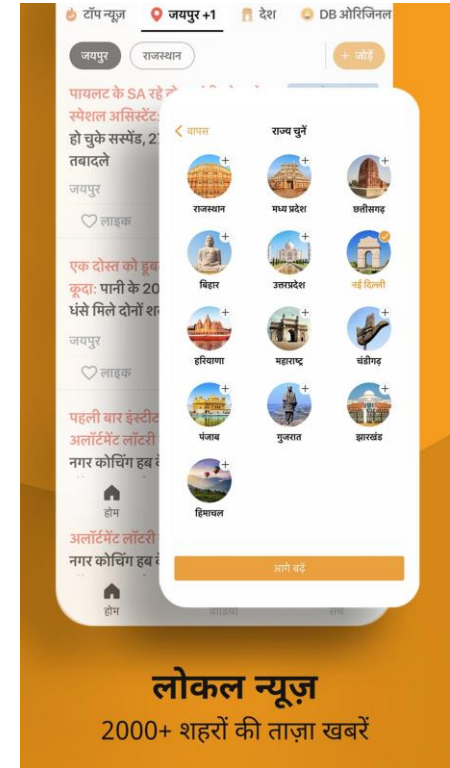 टॉप न्यूज़ जयपुर +1 देश DB ओरिजिनल
जयपुर राजस्थान + जोड़ें
पायलट के SA रहे
स्पेशल असिस्टेंट:
हो चुके सस्पेंड, 2
तबादले
जयपुर
लाइक
एक दोस्त को डूब
कूदा: पानी के 20
धंसे मिले दोनों श
जयपुर
लाइक
पहली बार इंस्टीट
अलॉर्टमेंट लॉटरी
नगर कोचिंग हब
होम
अलॉर्टमेंट लॉटरी
नगर कोचिंग हब
होम
वापस राज्य चुनें
राजस्थान मध्य प्रदेश छत्तीसगढ़
बिहार उत्तरप्रदेश नई दिल्ली
हरियाणा महाराष्ट्र चंडीगढ़
पंजाब गुजरात झारखंड
हिमाचल
आगे बढ़ें
लोकल न्यूज़
2000+ शहरों की ताज़ा खबरें